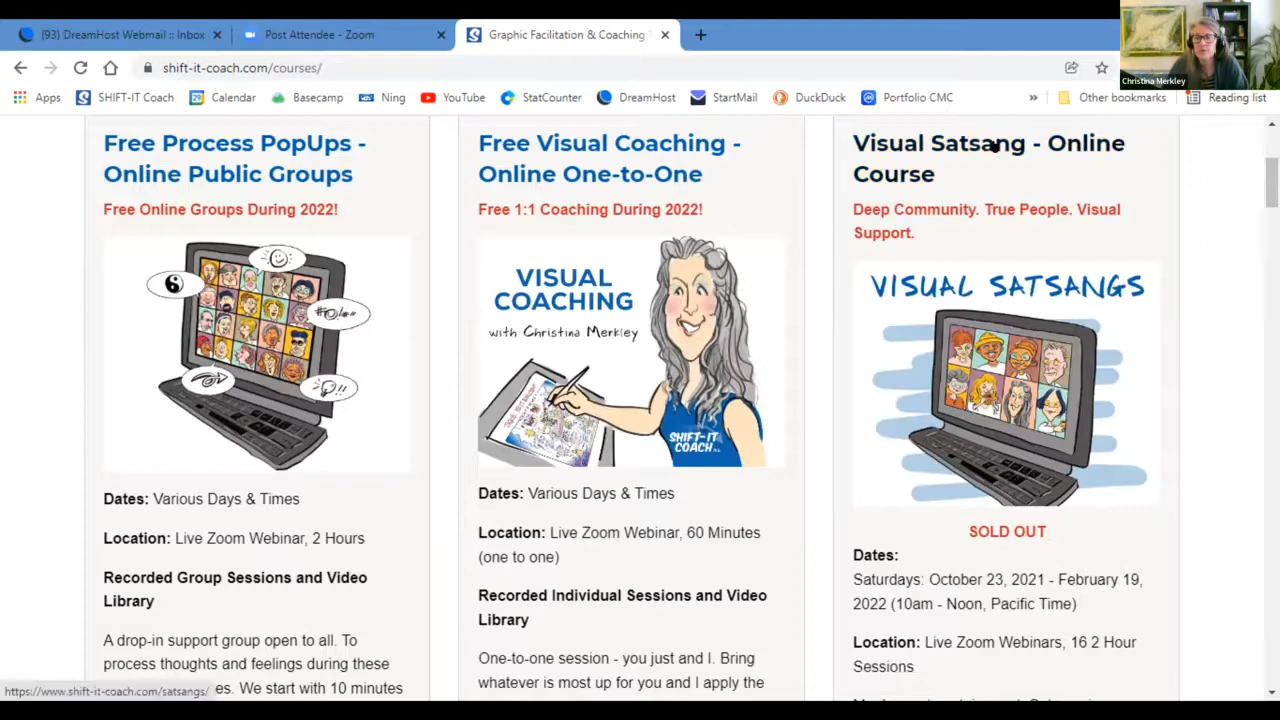 (93) DreamHost Webmail :: Inbox
Post Attendee - Zoom
Graphic Facilitation & Coaching
shift-it-coach.com/courses/
Christina Merkley
Apps
SHIFT-IT Coach
Calendar
Basecamp
Ning
YouTube
StatCounter
DreamHost
StartMail
DuckDuck
Portfolio CMC
»
Other bookmarks
Reading list
Free Process PopUps -
Online Public Groups
Free Online Groups During 2022!
Dates: Various Days & Times
Location: Live Zoom Webinar, 2 Hours
Recorded Group Sessions and Video
Library
A drop-in support group open to all. To
process thoughts and feelings during these
es. We start with 10 minutes
https://www.shift-it-coach.com/satsangs/
Free Visual Coaching -
Online One-to-One
Free 1:1 Coaching During 2022!
VISUAL
COACHING
with Christina Merkley
SHIFT-IT
COACH
Dates: Various Days & Times
Location: Live Zoom Webinar, 60 Minutes
(one to one)
Recorded Individual Sessions and Video
Library
One-to-one session - you just and I. Bring
whatever is most up for you and I apply the
Visual Satsang - Online
Course
Deep Community. True People. Visual
Support.
VISUAL SATSANGS
SOLD OUT
Dates:
Saturdays: October 23, 2021 - February 19,
2022 (10am - Noon, Pacific Time)
Location: Live Zoom Webinars, 16 2 Hour
Sessions